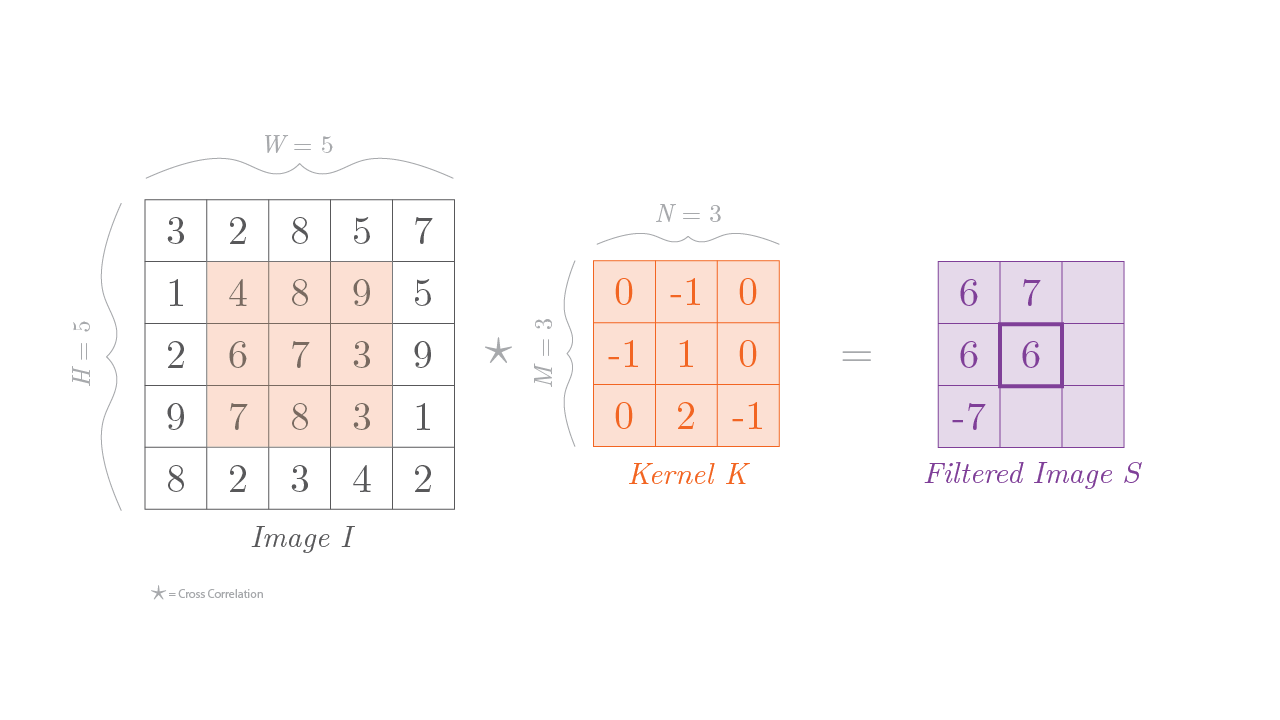 W = 5
H = 5
3 2 8 5 7
1 4 8 9 5
2 6 7 3 9
9 7 8 3 1
8 2 3 4 2
Image I
⋆
N = 3
M = 3
0 -1 0
-1 1 0
0 2 -1
Kernel K
=
6 7
6 6
-7
Filtered Image S
⋆ = Cross Correlation